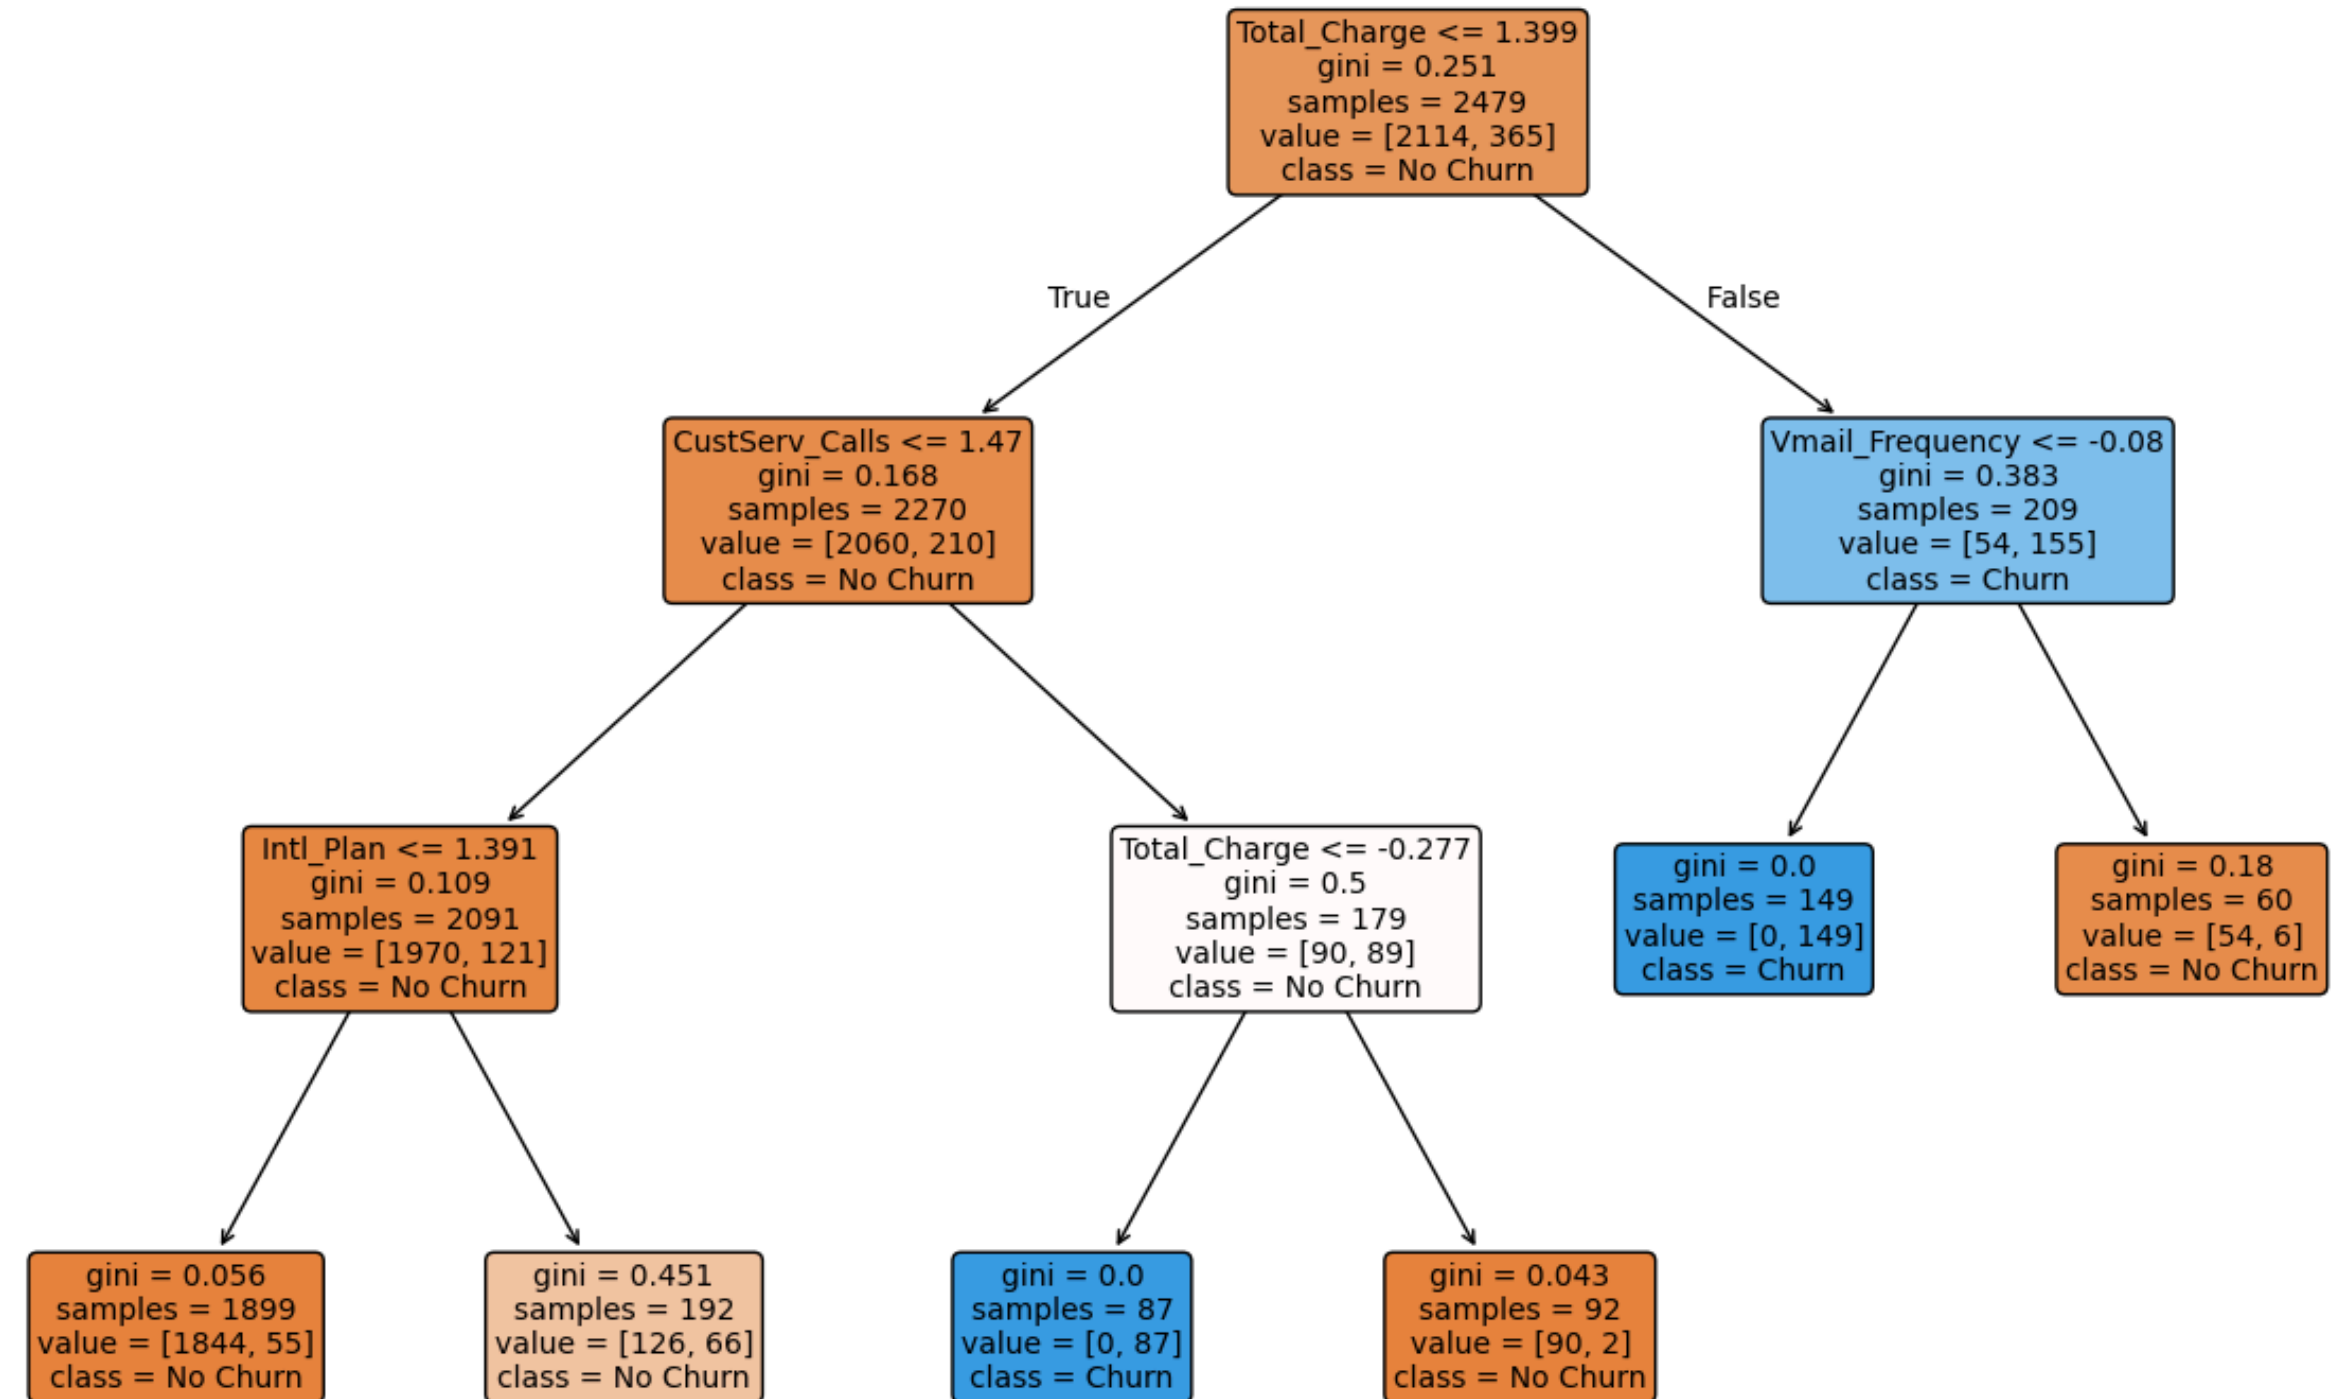 Total_Charge <= 1.399
gini = 0.251
samples = 2479
value = [2114, 365]
class = No Churn
True
False
CustServ_Calls <= 1.47
gini = 0.168
samples = 2270
value = [2060, 210]
class = No Churn
Vmail_Frequency <= -0.08
gini = 0.383
samples = 209
value = [54, 155]
class = Churn
Intl_Plan <= 1.391
gini = 0.109
samples = 2091
value = [1970, 121]
class = No Churn
Total_Charge <= -0.277
gini = 0.5
samples = 179
value = [90, 89]
class = No Churn
gini = 0.0
samples = 149
value = [0, 149]
class = Churn
gini = 0.18
samples = 60
value = [54, 6]
class = No Churn
gini = 0.056
samples = 1899
value = [1844, 55]
class = No Churn
gini = 0.451
samples = 192
value = [126, 66]
class = No Churn
gini = 0.0
samples = 87
value = [0, 87]
class = Churn
gini = 0.043
samples = 92
value = [90, 2]
class = No Churn